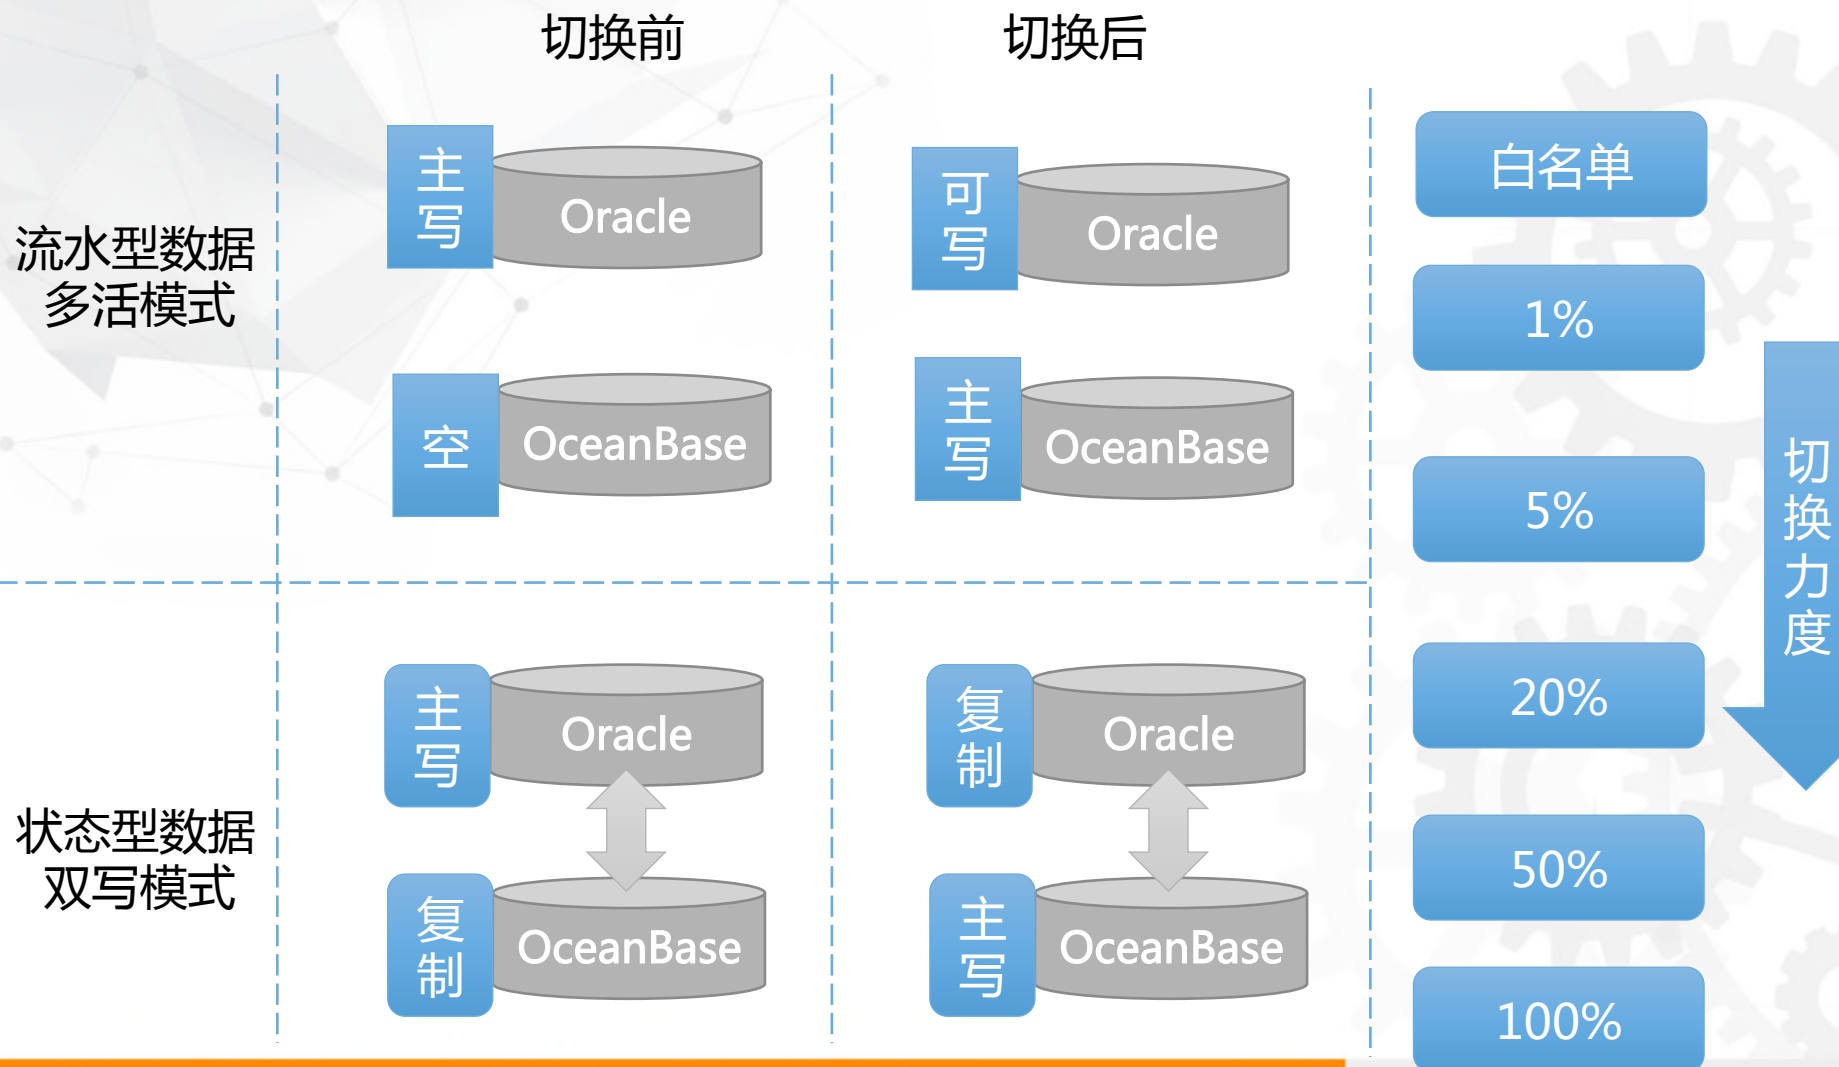 切换前
切换后
流水型数据
多活模式
主
写
Oracle
可
写
Oracle
空
OceanBase
主
写
OceanBase
状态型数据
双写模式
主
写
Oracle
复
制
Oracle
复
制
OceanBase
主
写
OceanBase
白名单
1%
5%
20%
50%
100%
切
换
力
度